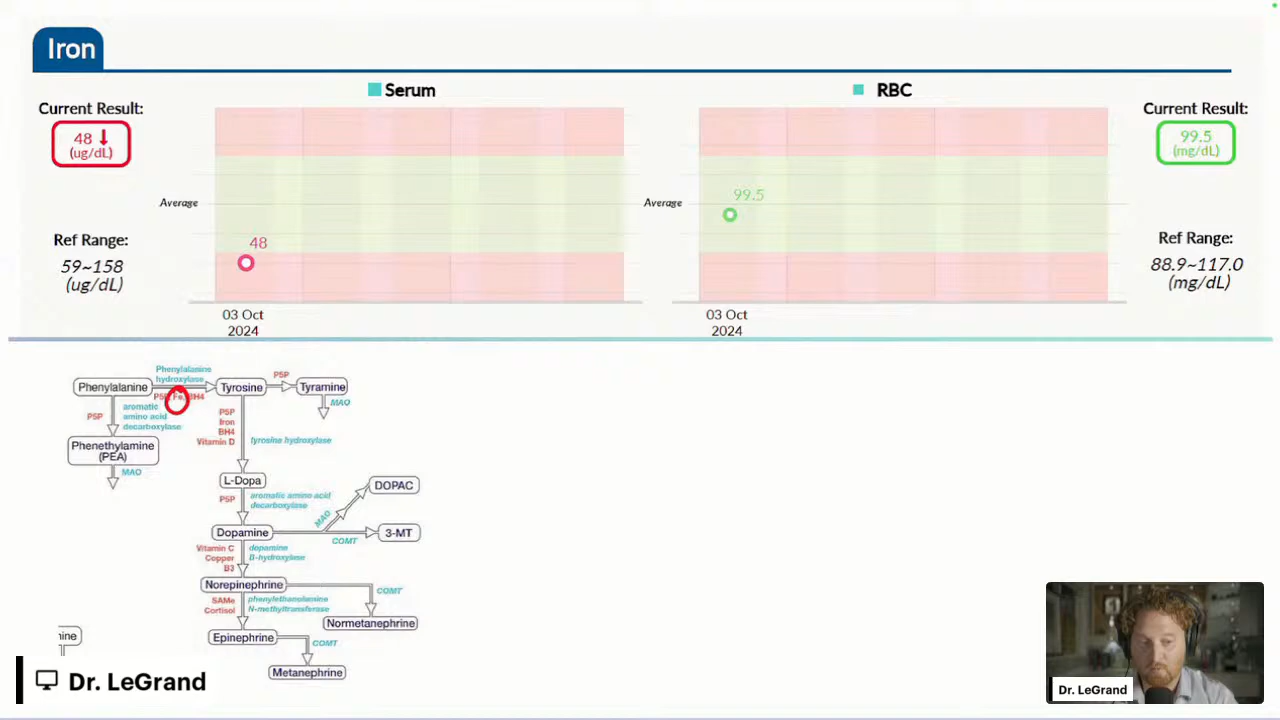 Iron
Serum
RBC
Current Result:
48
(ug/dL)
Ref Range:
59~158
(ug/dL)
Average
48
03 Oct
2024
Average
99.5
03 Oct
2024
Current Result:
99.5
(mg/dL)
Ref Range:
88.9~117.0
(mg/dL)
Phenylalanine
Phenylalanine
hydroxylase
P5P, Fe, BH4
Tyrosine
P5P
Tyramine
MAO
P5P
aromatic
amino acid
decarboxylase
Phenethylamine
(PEA)
MAO
P5P
Iron
BH4
Vitamin D
tyrosine hydroxylase
L-Dopa
P5P
aromatic amino acid
decarboxylase
MAO
DOPAC
Dopamine
COMT
3-MT
Vitamin C
Copper
B3
dopamine
B-hydroxylase
Norepinephrine
COMT
SAMe
Cortisol
phenylethanolamine
N-methyltransferase
Normetanephrine
Epinephrine
COMT
Metanephrine
nine
Dr. LeGrand
Dr. LeGrand